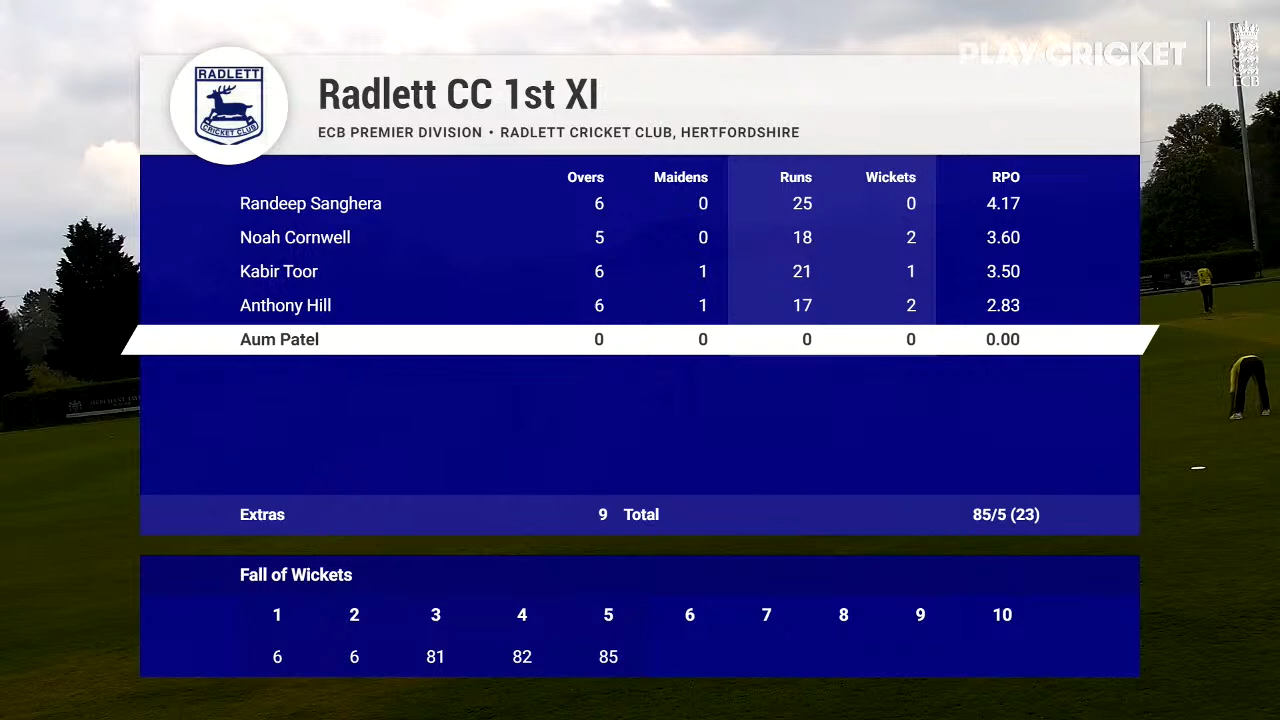 PLAY-CRICKET
ECB
RADLETT
CRICKET CLUB
Radlett CC 1st XI
ECB PREMIER DIVISION • RADLETT CRICKET CLUB, HERTFORDSHIRE
Overs Maidens Runs Wickets RPO
Randeep Sanghera 6 0 25 0 4.17
Noah Cornwell 5 0 18 2 3.60
Kabir Toor 6 1 21 1 3.50
Anthony Hill 6 1 17 2 2.83
Aum Patel 0 0 0 0 0.00
Extras 9 Total 85/5 (23)
Fall of Wickets
1 2 3 4 5 6 7 8 9 10
6 6 81 82 85